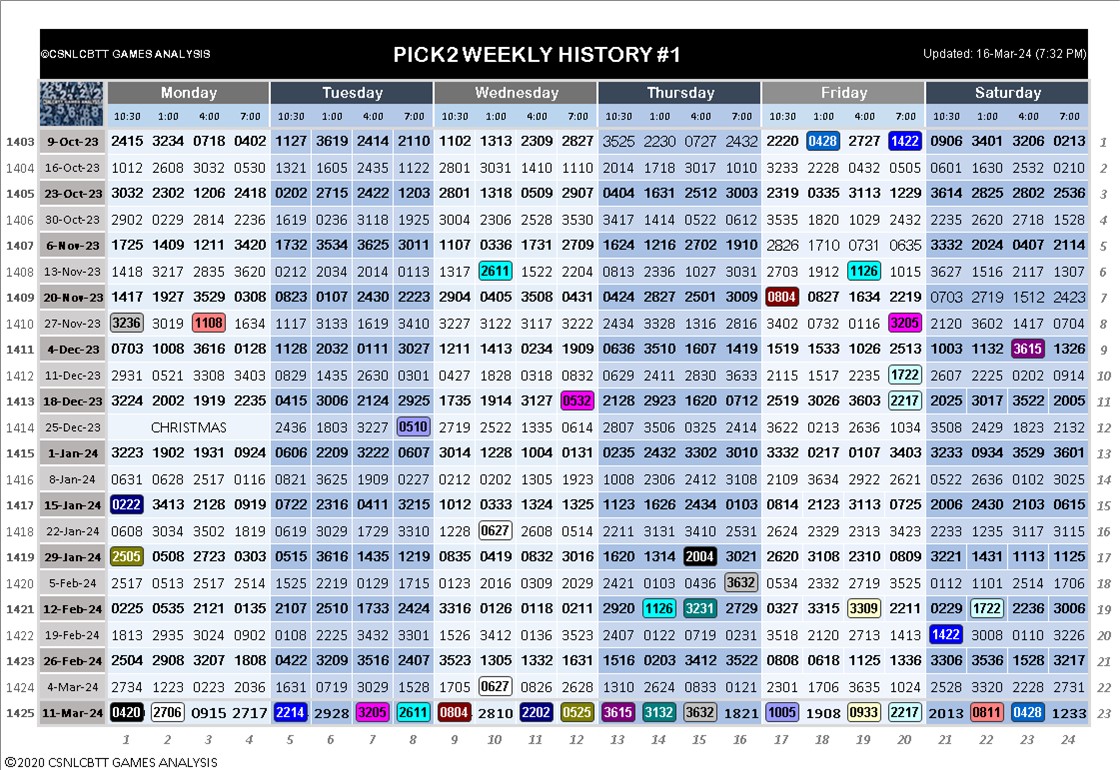 ©CSNLCBTT GAMES ANALYSIS PICK2 WEEKLY HISTORY #1 Updated: 16-Mar-24 (7:32 PM)
Monday Tuesday Wednesday Thursday Friday Saturday
10:30 1:00 4:00 7:00 10:30 1:00 4:00 7:00 10:30 1:00 4:00 7:00 10:30 1:00 4:00 7:00 10:30 1:00 4:00 7:00 10:30 1:00 4:00 7:00
1403 9-Oct-23 2415 3234 0718 0402 1127 3619 2414 2110 1102 1313 2309 2827 3525 2230 0727 2432 2220 0428 2727 1422 0906 3401 3206 0213 1
1404 16-Oct-23 1012 2608 3032 0530 1321 1605 2435 1122 2801 3031 1410 1110 2014 1718 3017 1010 3233 2228 0432 0505 0601 1630 2532 0210 2
1405 23-Oct-23 3032 2302 1206 2418 0202 2715 2422 1203 2801 1318 0509 2907 0404 1631 2512 3003 2319 0335 3113 1229 3614 2825 2802 2536 3
1406 30-Oct-23 2902 0229 2814 2236 1619 0236 3118 1925 3004 2306 2528 3530 3417 1414 0522 0612 3535 1820 1029 2432 2235 2620 2718 1528 4
1407 6-Nov-23 1725 1409 1211 3420 1732 3534 3625 3011 1107 0336 1731 2709 1624 1216 2702 1910 2826 1710 0731 0635 3332 2024 0407 2114 5
1408 13-Nov-23 1418 3217 2835 3620 0212 2034 2014 0113 1317 2611 1522 2204 0813 2336 1027 3031 2703 1912 1126 1015 3627 1516 2117 1307 6
1409 20-Nov-23 1417 1927 3529 0308 0823 0107 2430 2223 2904 0405 3508 0431 0424 2827 2501 3009 0804 0827 1634 2219 0703 2719 1512 2423 7
1410 27-Nov-23 3236 3019 1108 1634 1117 3133 1619 3410 3227 3122 3117 3222 2434 3328 1316 2816 3402 0732 0116 3205 2120 3602 1417 0704 8
1411 4-Dec-23 0703 1008 3616 0128 1128 2032 0111 3027 1211 1413 0234 1909 0636 3510 1607 1419 1519 1533 1026 2513 1003 1132 3615 1326 9
1412 11-Dec-23 2931 0521 3308 3403 0829 1435 2630 0301 0427 1828 0318 0832 0629 2411 2830 3633 2115 1517 2235 1722 2607 2225 0202 0914 10
1413 18-Dec-23 3224 2002 1919 2235 0415 3006 2124 2925 1735 1914 3127 0532 2128 2923 1620 0712 2519 3026 3603 2217 2025 3017 3522 2005 11
1414 25-Dec-23 CHRISTMAS 2436 1803 3227 0510 2719 2522 1335 0614 2807 3506 0325 2414 3622 0213 2636 1034 3508 2429 1823 2132 12
1415 1-Jan-24 3223 1902 1931 0924 0606 2209 3222 0607 3014 1228 1004 0131 0235 2432 3302 3010 3332 0217 0107 3403 3233 0934 3529 3601 13
1416 8-Jan-24 0631 0628 2517 0116 0821 3625 1909 0227 0212 0202 1305 1923 1008 2306 2412 3108 2109 3634 2922 2621 0522 2636 0102 3025 14
1417 15-Jan-24 0222 3413 2128 0919 0722 2316 0411 3215 1012 0333 1324 1325 1123 1626 2434 0103 0814 2123 3113 0725 2006 2430 2103 0615 15
1418 22-Jan-24 0608 3034 3502 1819 0619 3029 1729 3310 1228 0627 2608 0514 2211 3131 3410 2531 2624 2329 2313 3423 2233 1235 3117 3115 16
1419 29-Jan-24 2505 0508 2723 0303 0515 3616 1435 1219 0835 0419 0832 3016 1620 1314 2004 3021 2620 3108 2310 0809 3221 1431 1113 1125 17
1420 5-Feb-24 2517 0513 2517 2514 1525 2219 0129 1715 0123 2016 0309 2029 2421 0103 0436 3632 0534 2332 2719 3525 0112 1101 2514 1706 18
1421 12-Feb-24 0225 0535 2121 0135 2107 2510 1733 2424 3316 0126 0118 0211 2920 1126 3231 2729 0327 3315 3309 2211 0229 1722 2236 3006 19
1422 19-Feb-24 1813 2935 3024 0902 0108 2225 3432 3301 1526 3412 0136 3523 2407 0122 0719 0231 3518 2120 2713 1413 1422 3008 0110 3226 20
1423 26-Feb-24 2504 2908 3207 1808 0422 3209 3516 2407 3523 1305 1332 1631 1516 0203 3412 3522 0808 0618 1125 1336 3306 3536 1528 3217 21
1424 4-Mar-24 2734 1223 0223 2036 1631 0719 3029 1528 1705 0627 0826 2628 1310 2624 0833 0121 2301 1706 3635 1024 2528 3320 2228 2731 22
1425 11-Mar-24 0420 2706 0915 2717 2214 2928 3205 2611 0804 2810 2202 0525 3615 3132 3632 1821 1005 1908 0933 2217 2013 0811 0428 1233 23
1 2 3 4 5 6 7 8 9 10 11 12 13 14 15 16 17 18 19 20 21 22 23 24
©2020 CSNLCBTT GAMES ANALYSIS